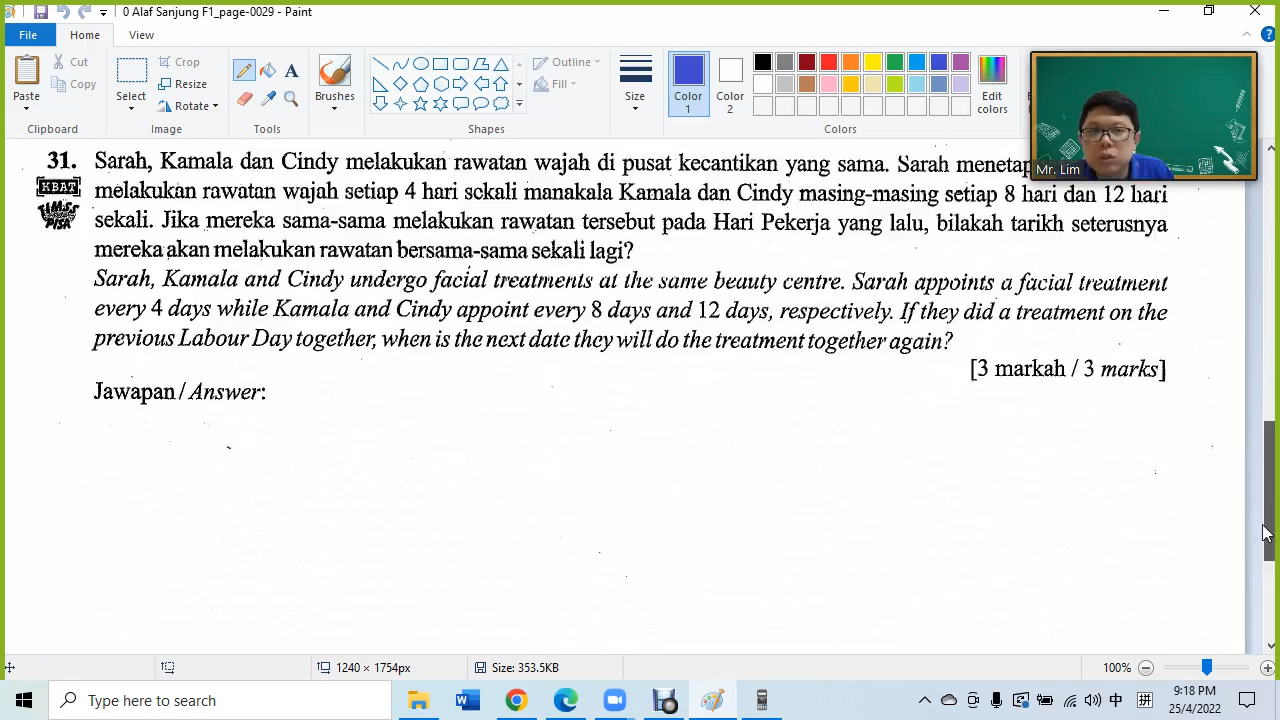 0 Alaf Sanjung F1_page-0029 - Paint
File
Home
View
Paste
Cut
Copy
Clipboard
Select
Crop
Resize
Rotate
Image
Tools
Brushes
Shapes
Outline
Fill
Size
Color 1
Color 2
Colors
Edit colors
Mr. Lim
31. Sarah, Kamala dan Cindy melakukan rawatan wajah di pusat kecantikan yang sama. Sarah
KBAT melakukan rawatan wajah setiap 4 hari sekali manakala Kamala dan Cindy masing-masing setiap 8 hari dan 12 hari
TIMSS PISA sekali. Jika mereka sama-sama melakukan rawatan tersebut pada Hari Pekerja yang lalu, bilakah tarikh seterusnya
mereka akan melakukan rawatan bersama-sama sekali lagi?
Sarah, Kamala and Cindy undergo facial treatments at the same beauty centre. Sarah appoints a facial treatment
every 4 days while Kamala and Cindy appoint every 8 days and 12 days, respectively. If they did a treatment on the
previous Labour Day together, when is the next date they will do the treatment together again?
[3 markah / 3 marks]
Jawapan / Answer:
1240 × 1754px
Size: 353.5KB
100%
Type here to search
中
拼
9:18 PM
25/4/2022